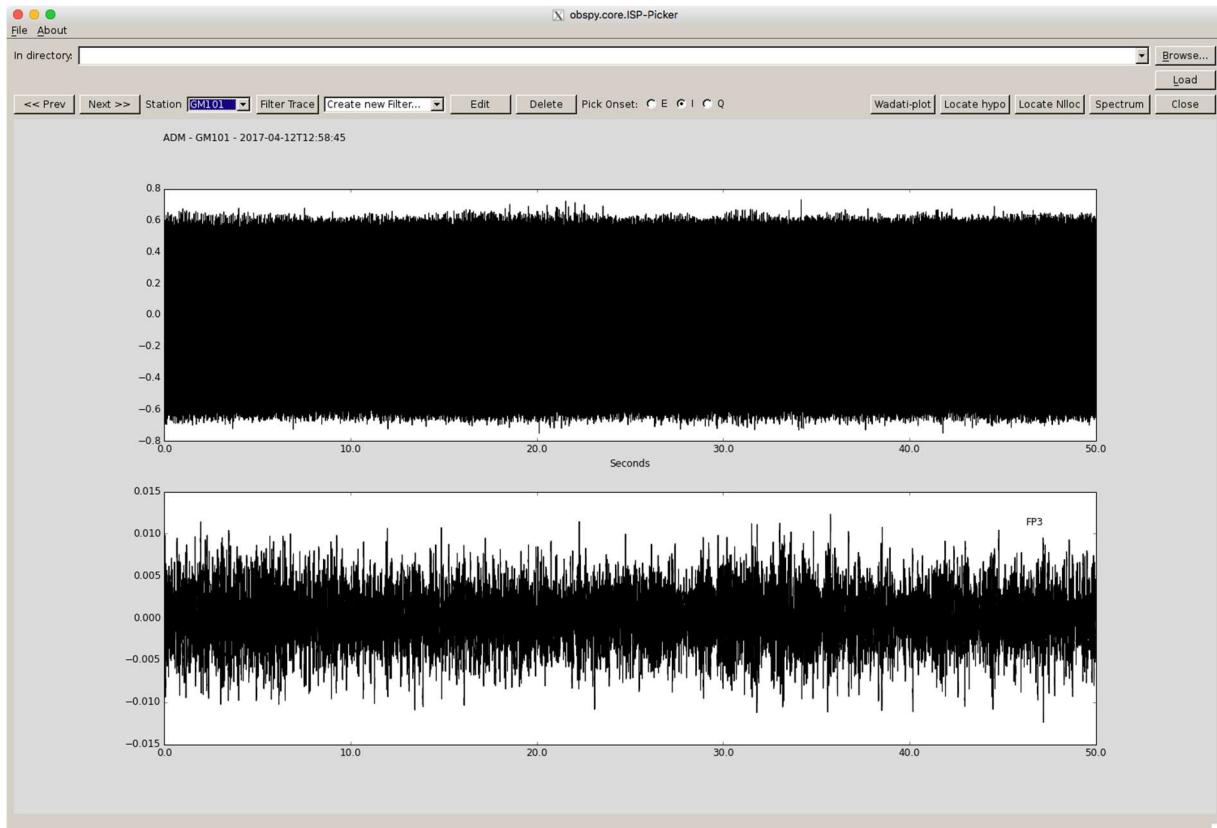 obspy.core.ISP-Picker
File About
In directory: Browse...
Load
<< Prev Next >> Station GM101 Filter Trace Create new Filter... Edit Delete Pick Onset: E I Q Wadati-plot Locate hypo Locate Nlloc Spectrum Close
ADM - GM101 - 2017-04-12T12:58:45
0.8
0.6
0.4
0.2
0.0
−0.2
−0.4
−0.6
−0.8
0.0 10.0 20.0 30.0 40.0 50.0
Seconds
0.015
FP3
0.010
0.005
0.000
−0.005
−0.010
−0.015
0.0 10.0 20.0 30.0 40.0 50.0